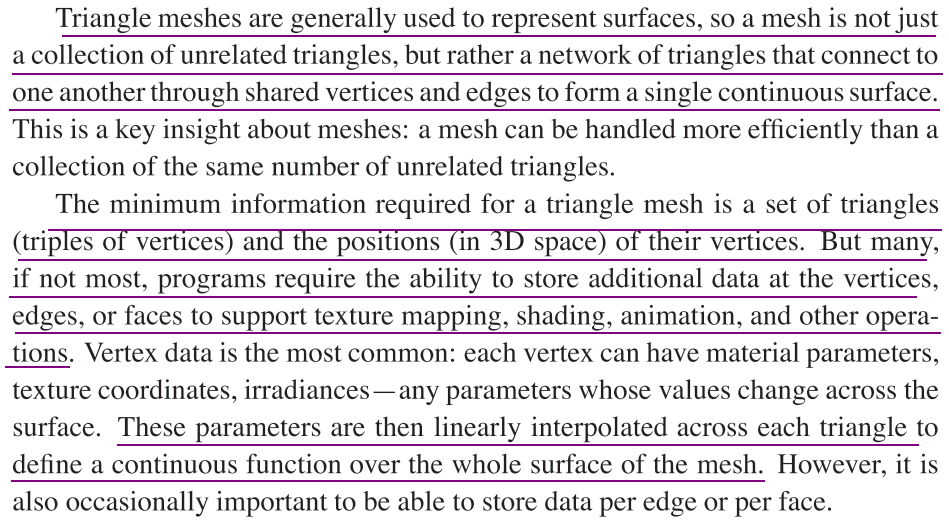 Triangle meshes are generally used to represent surfaces, so a mesh is not just
a collection of unrelated triangles, but rather a network of triangles that connect to
one another through shared vertices and edges to form a single continuous surface.
This is a key insight about meshes: a mesh can be handled more efficiently than a
collection of the same number of unrelated triangles.
The minimum information required for a triangle mesh is a set of triangles
(triples of vertices) and the positions (in 3D space) of their vertices. But many,
if not most, programs require the ability to store additional data at the vertices,
edges, or faces to support texture mapping, shading, animation, and other opera-
tions. Vertex data is the most common: each vertex can have material parameters,
texture coordinates, irradiances—any parameters whose values change across the
surface. These parameters are then linearly interpolated across each triangle to
define a continuous function over the whole surface of the mesh. However, it is
also occasionally important to be able to store data per edge or per face.